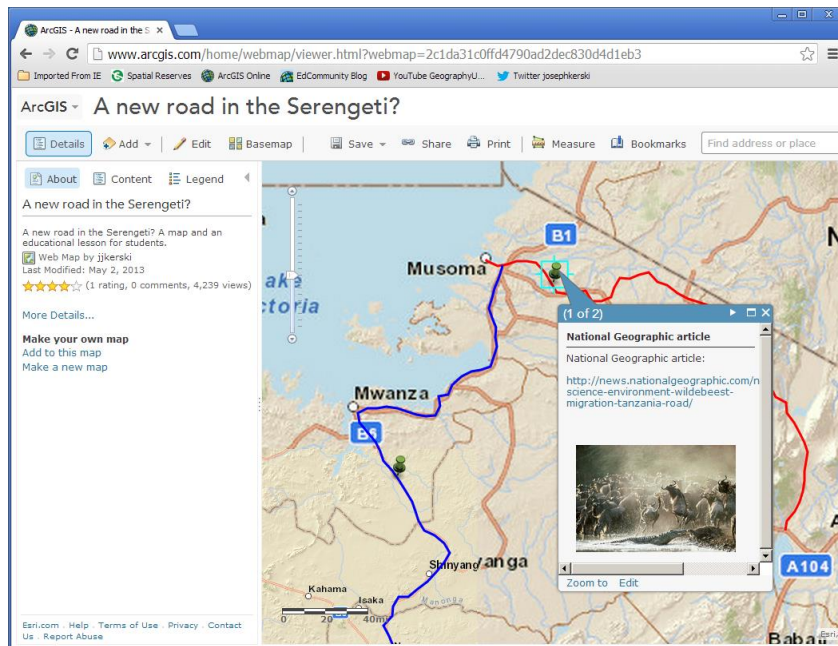 ArcGIS - A new road in the S
www.arcgis.com/home/webmap/viewer.html?webmap=2c1da31c0ffd4790ad2dec830d4d1eb3
Imported From IE Spatial Reserves ArcGIS Online EdCommunity Blog YouTube GeographyU... Twitter josephkerski
ArcGIS A new road in the Serengeti?
Details Add Edit Basemap Save Share Print Measure Bookmarks Find address or place
About Content Legend
A new road in the Serengeti?
A new road in the Serengeti? A map and an
educational lesson for students.
Web Map by jjkerski
Last Modified: May 2, 2013
(1 rating, 0 comments, 4,239 views)
More Details...
Make your own map
Add to this map
Make a new map
Esri.com . Help . Terms of Use . Privacy . Contact
Us . Report Abuse
B1
N
Musoma
ake
ctoria
(1 of 2)
National Geographic article
National Geographic article:
http://news.nationalgeographic.com/n
science-environment-wildebeest-
migration-tanzania-road/
Zoom to Edit
Mwanza
Shinyang
yanga
A104
Kahama
Isaka
Manonga
0 20 40mi
Baba
Esri,